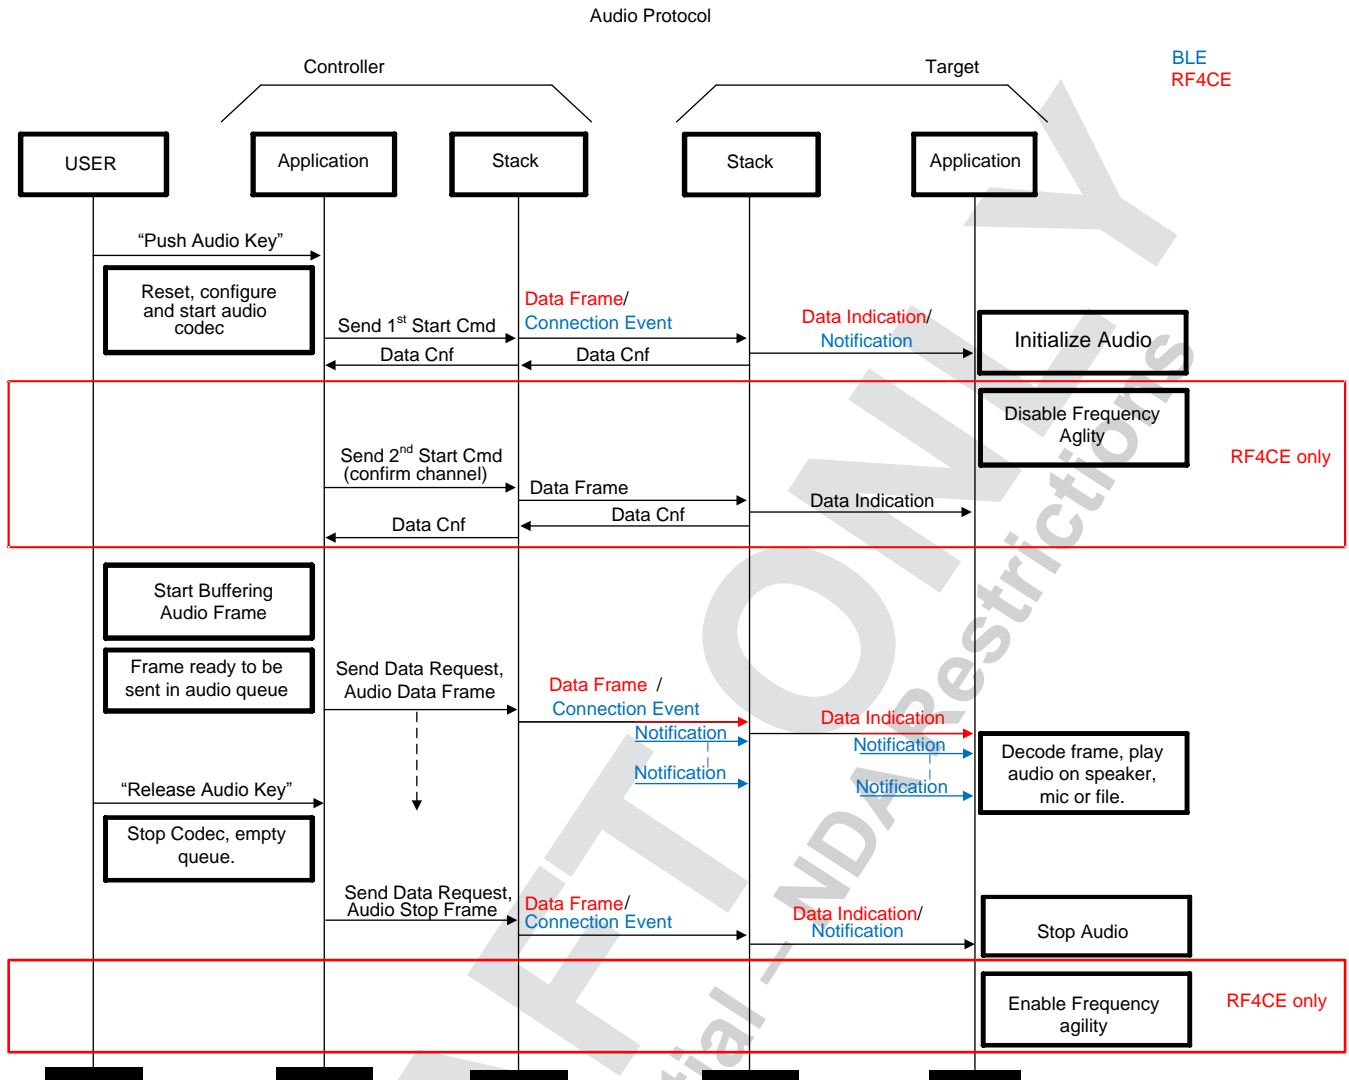 Audio Protocol
Controller
Target
BLE
RF4CE
USER
Application
Stack
Stack
Application
“Push Audio Key”
Reset, configure
and start audio
codec
Send 1st Start Cmd
Data Frame/
Connection Event
Data Indication/
Notification
Initialize Audio
Data Cnf
Data Cnf
Disable Frequency
Aglity
RF4CE only
Send 2nd Start Cmd
(confirm channel)
Data Frame
Data Indication
Data Cnf
Data Cnf
Start Buffering
Audio Frame
Frame ready to be
sent in audio queue
Send Data Request,
Audio Data Frame
Data Frame /
Connection Event
Notification
Notification
Data Indication
Notification
Notification
Decode frame, play
audio on speaker,
mic or file.
“Release Audio Key”
Stop Codec, empty
queue.
Send Data Request,
Audio Stop Frame
Data Frame/
Connection Event
Data Indication/
Notification
Stop Audio
Enable Frequency
agility
RF4CE only
FT ONLY
tial – NDA Restrictions